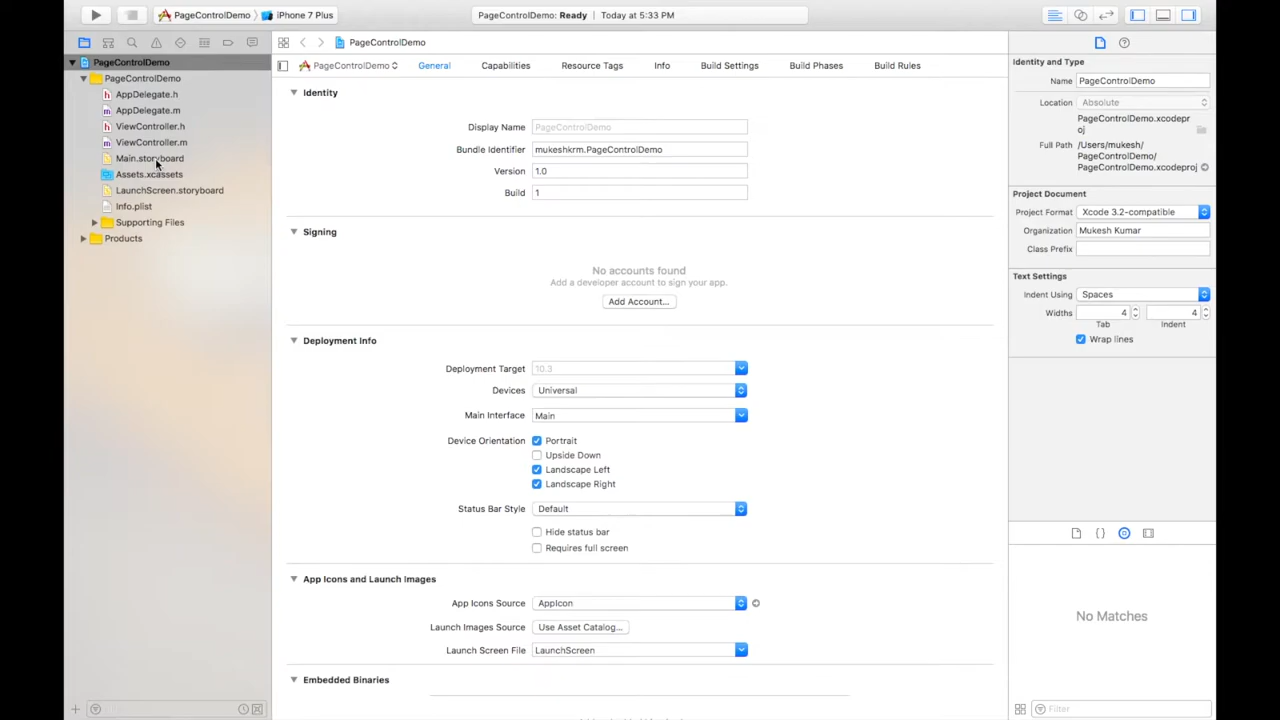 PageControlDemo
iPhone 7 Plus
PageControlDemo: Ready
Today at 5:33 PM
PageControlDemo
PageControlDemo
AppDelegate.h
AppDelegate.m
ViewController.h
ViewController.m
Main.storyboard
Assets.xcassets
LaunchScreen.storyboard
Info.plist
Supporting Files
Products
PageControlDemo
PageControlDemo
General
Capabilities
Resource Tags
Info
Build Settings
Build Phases
Build Rules
Identity
Display Name PageControlDemo
Bundle Identifier mukeshkrm.PageControlDemo
Version 1.0
Build 1
Signing
No accounts found
Add a developer account to sign your app.
Add Account...
Deployment Info
Deployment Target 10.3
Devices Universal
Main Interface Main
Device Orientation Portrait
Upside Down
Landscape Left
Landscape Right
Status Bar Style Default
Hide status bar
Requires full screen
App Icons and Launch Images
App Icons Source AppIcon
Launch Images Source Use Asset Catalog...
Launch Screen File LaunchScreen
Embedded Binaries
Identity and Type
Name PageControlDemo
Location Absolute
PageControlDemo.xcodepr
oj
Full Path /Users/mukesh/
PageControlDemo/
PageControlDemo.xcodeproj
Project Document
Project Format Xcode 3.2-compatible
Organization Mukesh Kumar
Class Prefix
Text Settings
Indent Using Spaces
Widths 4 4
Tab Indent
Wrap lines
No Matches
Filter